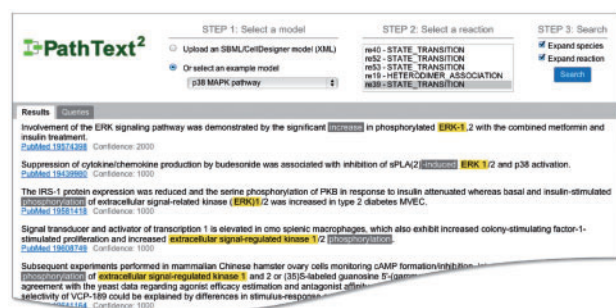 PathText2
STEP 1: Select a model
Upload an SBML/CellDesigner model (XML)
Or select an example model
p38 MAPK pathway
STEP 2: Select a reaction
re40 - STATE_TRANSITION
re52 - STATE_TRANSITION
re53 - STATE_TRANSITION
re19 - HETERODIMER_ASSOCIATION
re39 - STATE_TRANSITION
STEP 3: Search
Expand species
Expand reaction
Search
Results Queries
Involvement of the ERK signaling pathway was demonstrated by the significant increase in phosphorylated ERK-1,2 with the combined metformin and
insulin treatment.
PubMed 19574398 Confidence: 2000
Suppression of cytokine/chemokine production by budesonide was associated with inhibition of sPLA(2)-induced ERK 1/2 and p38 activation.
PubMed 19439980 Confidence: 1000
The IRS-1 protein expression was reduced and the serine phosphorylation of PKB in response to insulin attenuated whereas basal and insulin-stimulated
phosphorylation of extracellular signal-related kinase (ERK)1/2 was increased in type 2 diabetes MVEC.
PubMed 19581418 Confidence: 1000
Signal transducer and activator of transcription 1 is elevated in cmo splenic macrophages, which also exhibit increased colony-stimulating factor-1-
stimulated proliferation and increased extracellular signal-regulated kinase 1/2 phosphorylation.
PubMed 19608749 Confidence: 1000
Subsequent experiments performed in mammalian Chinese hamster ovary cells monitoring cAMP formation/inhibition,
phosphorylation of extracellular signal-regulated kinase 1 and 2 or (35)S-labeled guanosine 5'-(gamma
agreement with the yeast data regarding agonist efficacy estimation and antagonist affinity
selectivity of VCP-189 could be explained by differences in stimulus-response
Confidence: 1000